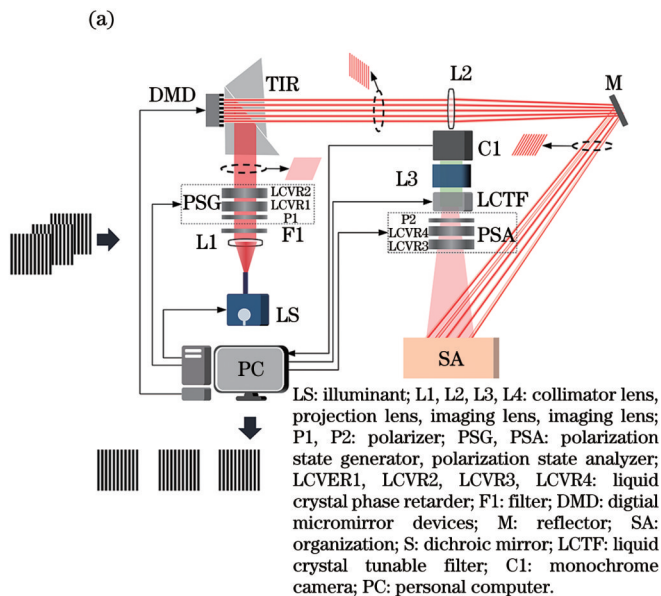 (a)
TIR
L2
DMD
M
C1
L3
LCVR2
PSG
LCVR1
LCTF
P1
P2
F1
LCVR4
PSA
L1
LCVR3
LS
PC
SA
LS: illuminant; L1, L2, L3, L4: collimator lens,
projection lens, imaging lens, imaging lens;
P1, P2: polarizer; PSG, PSA: polarization
state generator, polarization state analyzer;
LCVER1, LCVR2, LCVR3, LCVR4: liquid
crystal phase retarder; F1: filter; DMD: digtial
micromirror devices; M: reflector; SA:
organization; S: dichroic mirror; LCTF: liquid
crystal tunable filter; C1: monochrome
camera; PC: personal computer.